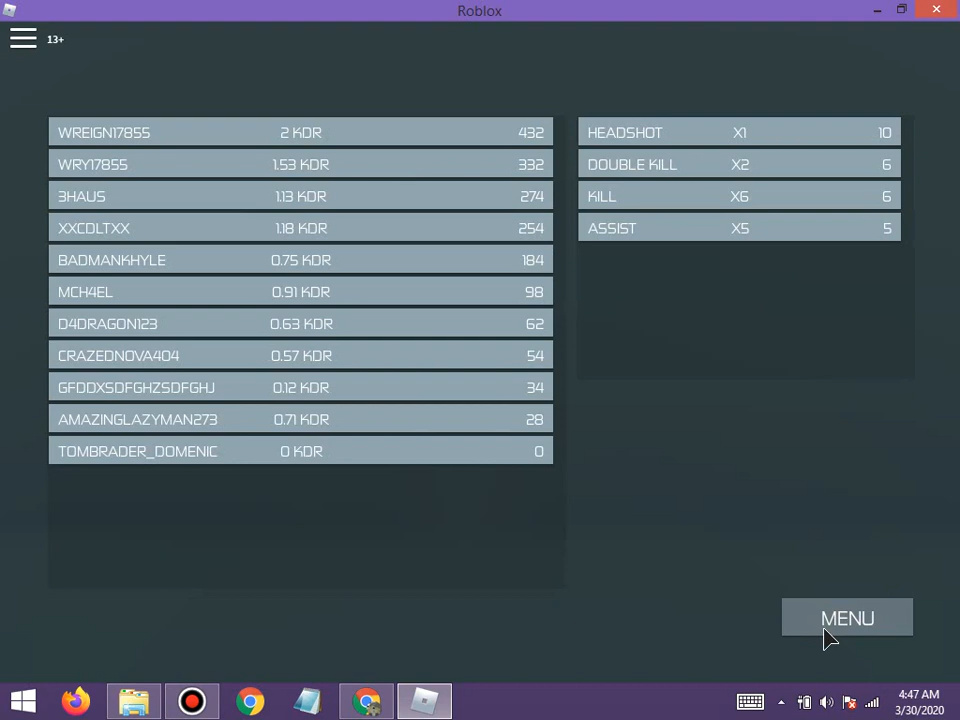 Roblox
13+
WREIGN17855 2 KDR 432
WRY17855 1.53 KDR 332
3HAUS 1.13 KDR 274
XXCDLTXX 1.18 KDR 254
BADMANKHYLE 0.75 KDR 184
MCH4EL 0.91 KDR 98
D4DRAGON123 0.63 KDR 62
CRAZEDNOVA404 0.57 KDR 54
GFDDXSDFGHZSDFGHJ 0.12 KDR 34
AMAZINGLAZYMAN273 0.71 KDR 28
TOMBRADER_DOMENIC 0 KDR 0
HEADSHOT X1 10
DOUBLE KILL X2 6
KILL X6 6
ASSIST X5 5
MENU
4:47 AM
3/30/2020